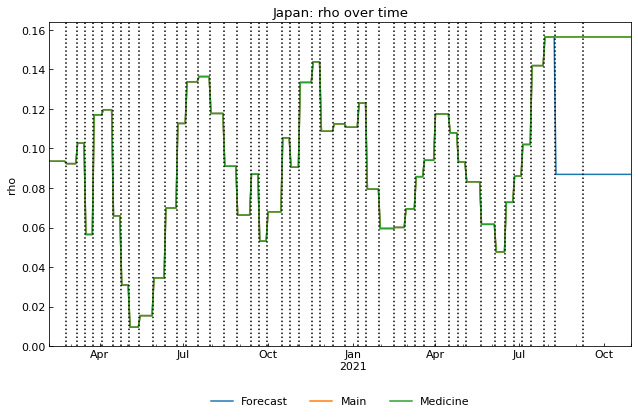 Japan: rho over time
rho
0.16
0.14
0.12
0.10
0.08
0.06
0.04
0.02
0.00
Apr Jul Oct Jan Apr Jul Oct
2021
Forecast Main Medicine